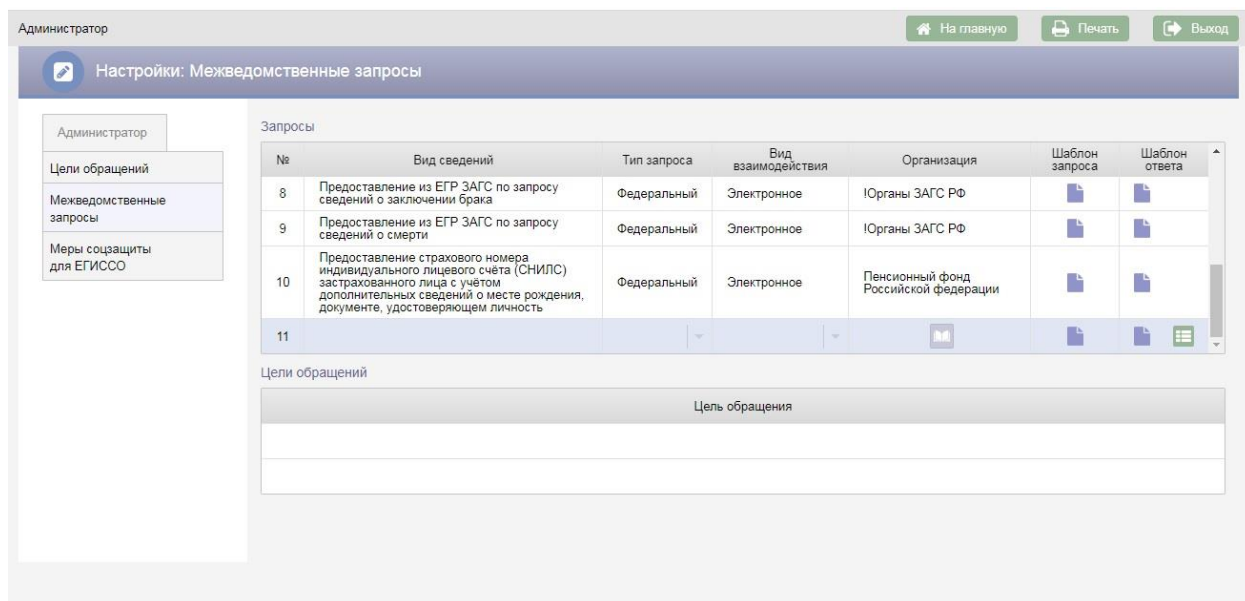 Администратор
На главную
Печать
Выход
Настройки: Межведомственные запросы
Администратор
Цели обращений
Межведомственные
запросы
Меры соцзащиты
для ЕГИССО
Запросы
№
Вид сведений
Тип запроса
Вид
взаимодействия
Организация
Шаблон
запроса
Шаблон
ответа
8
Предоставление из ЕГР ЗАГС по запросу
сведений о заключении брака
Федеральный
Электронное
!Органы ЗАГС РФ
9
Предоставление из ЕГР ЗАГС по запросу
сведений о смерти
Федеральный
Электронное
!Органы ЗАГС РФ
10
Предоставление страхового номера
индивидуального лицевого счёта (СНИЛС)
застрахованного лица с учётом
дополнительных сведений о месте рождения,
документе, удостоверяющем личность
Федеральный
Электронное
Пенсионный фонд
Российской федерации
11
Цели обращений
Цель обращения